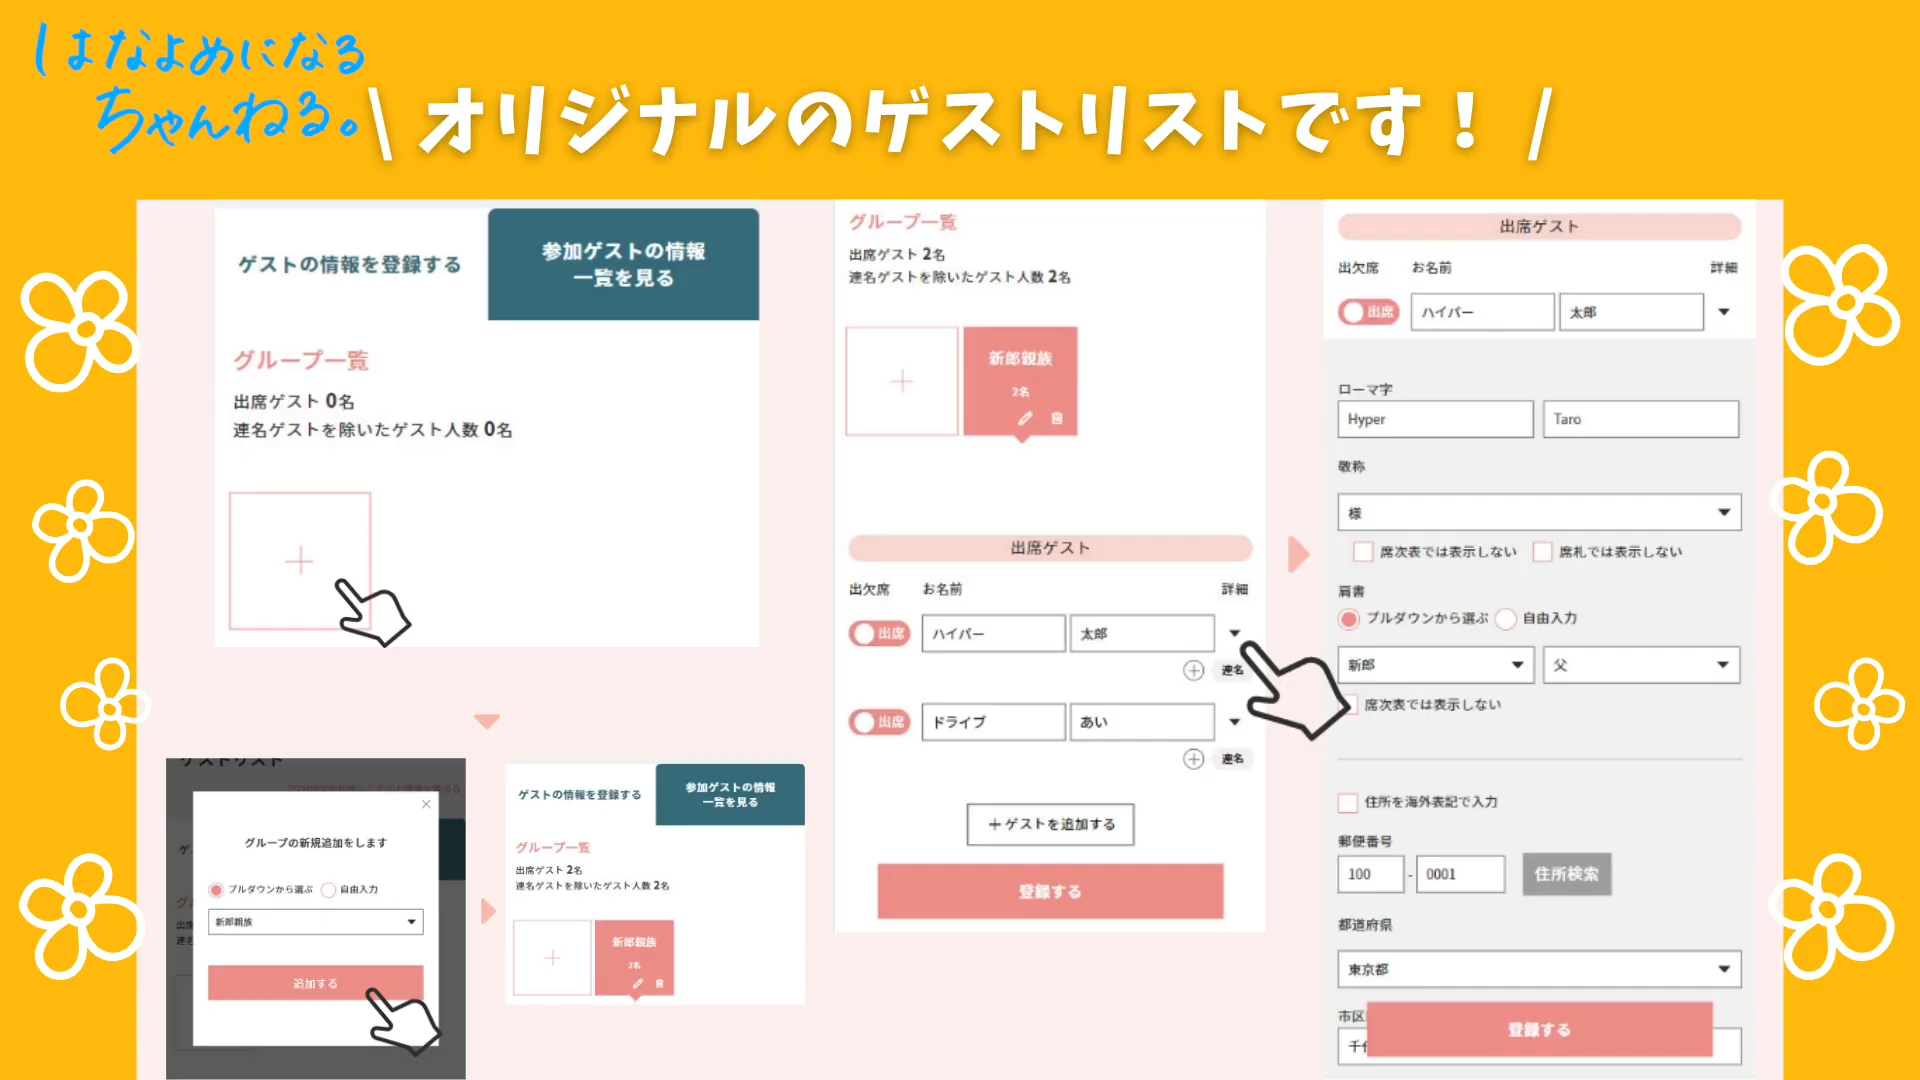 はなよめになる
ちゃんねる。
\ オリジナルのゲストリストです！ /
ゲストの情報を登録する
参加ゲストの情報
一覧を見る
グループ一覧
出席ゲスト 0名
連名ゲストを除いたゲスト人数 0名
ゲストリスト
グループの新規追加をします
プルダウンから選ぶ 自由入力
新郎親族
追加する
ゲストの情報を登録する
参加ゲストの情報
一覧を見る
グループ一覧
出席ゲスト 2名
連名ゲストを除いたゲスト人数 2名
新郎親族
2名
グループ一覧
出席ゲスト 2名
連名ゲストを除いたゲスト人数 2名
新郎親族
2名
出席ゲスト
出欠席 お名前 詳細
出席 ハイパー 太郎
連名
出席 ドライブ あい
連名
＋ゲストを追加する
登録する
出席ゲスト
出欠席 お名前 詳細
出席 ハイパー 太郎
ローマ字
Hyper Taro
敬称
様
席次表では表示しない 席札では表示しない
肩書
プルダウンから選ぶ 自由入力
新郎 父
席次表では表示しない
住所を海外表記で入力
郵便番号
100 - 0001 住所検索
都道府県
東京都
市区
登録する